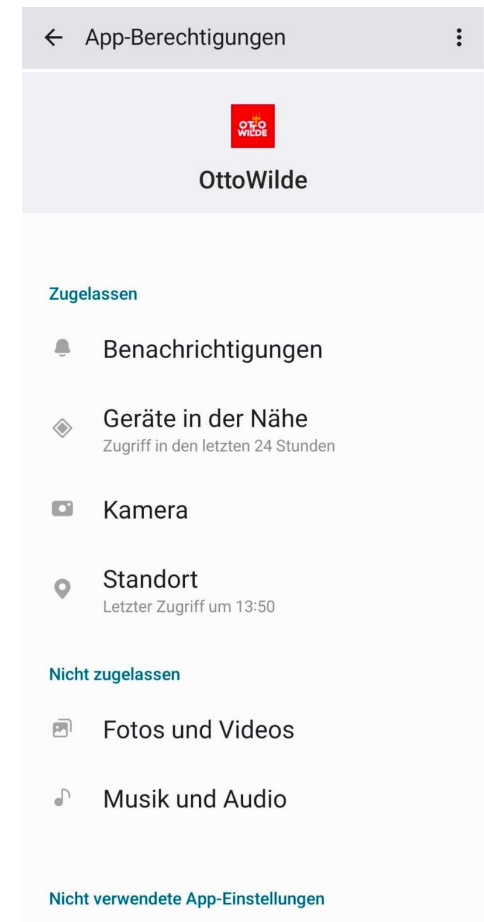 App-Berechtigungen
OTTO
WILDE
OttoWilde
Zugelassen
Benachrichtigungen
Geräte in der Nähe
Zugriff in den letzten 24 Stunden
Kamera
Standort
Letzter Zugriff um 13:50
Nicht zugelassen
Fotos und Videos
Musik und Audio
Nicht verwendete App-Einstellungen